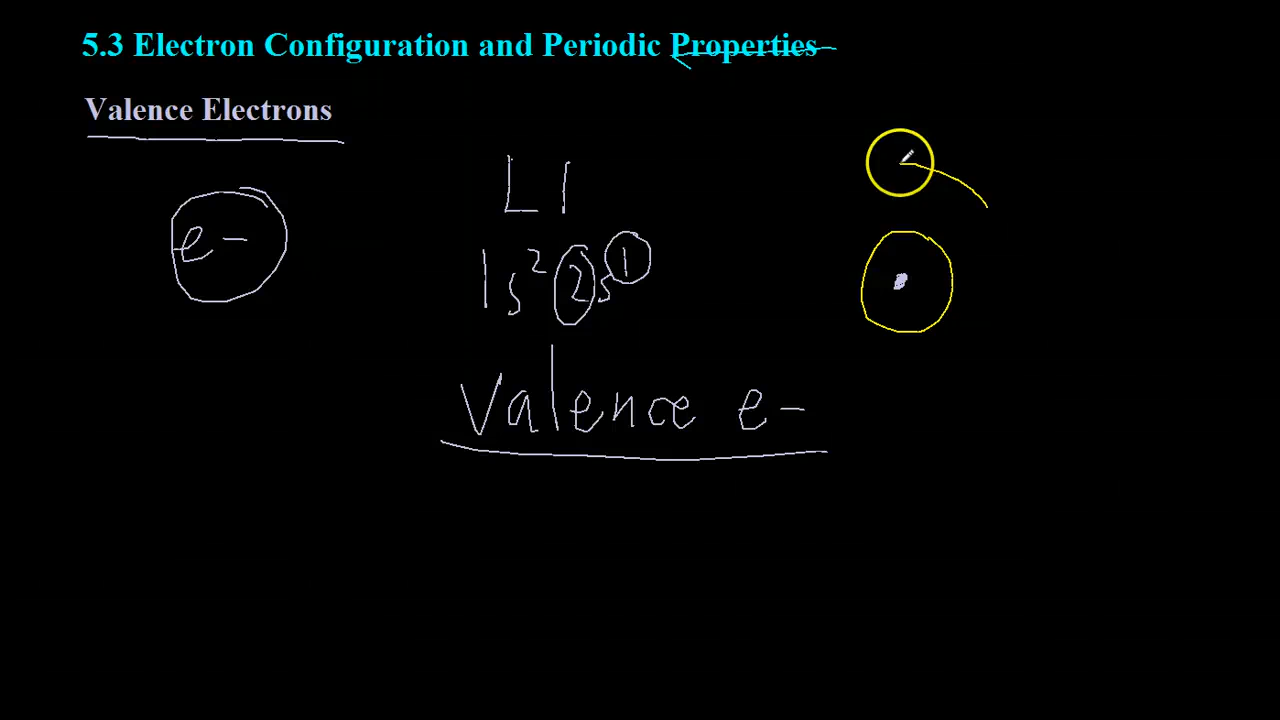 5.3 Electron Configuration and Periodic Properties
Valence Electrons
e-
LI
1s²2s¹
Valence e-